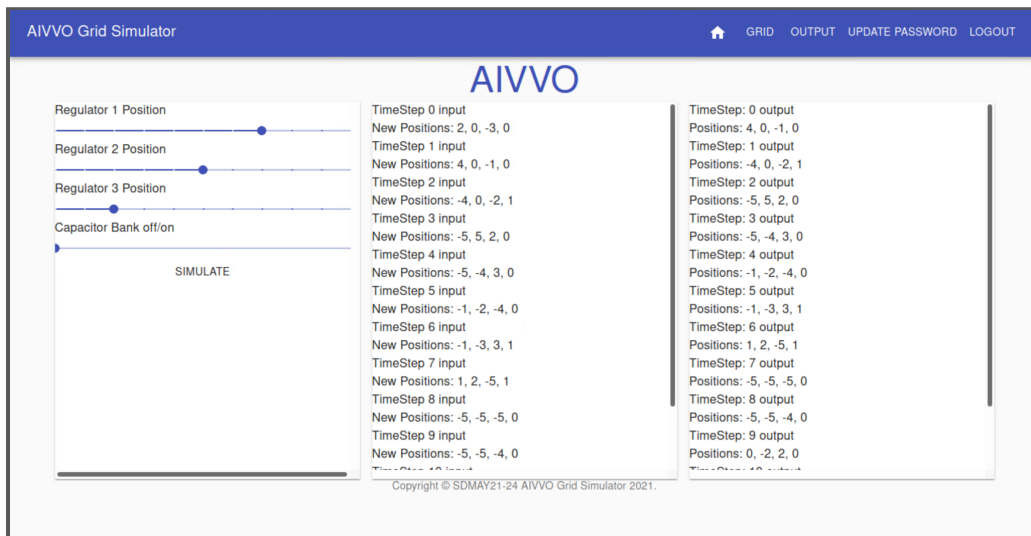 AIVVO Grid Simulator
GRID OUTPUT UPDATE PASSWORD LOGOUT
AIVVO
Regulator 1 Position
Regulator 2 Position
Regulator 3 Position
Capacitor Bank off/on
SIMULATE
TimeStep 0 input
New Positions: 2, 0, -3, 0
TimeStep 1 input
New Positions: 4, 0, -1, 0
TimeStep 2 input
New Positions: -4, 0, -2, 1
TimeStep 3 input
New Positions: -5, 5, 2, 0
TimeStep 4 input
New Positions: -5, -4, 3, 0
TimeStep 5 input
New Positions: -1, -2, -4, 0
TimeStep 6 input
New Positions: -1, -3, 3, 1
TimeStep 7 input
New Positions: 1, 2, -5, 1
TimeStep 8 input
New Positions: -5, -5, -5, 0
TimeStep 9 input
New Positions: -5, -5, -4, 0
TimeStep 10 input
TimeStep: 0 output
Positions: 4, 0, -1, 0
TimeStep: 1 output
Positions: -4, 0, -2, 1
TimeStep: 2 output
Positions: -5, 5, 2, 0
TimeStep: 3 output
Positions: -5, -4, 3, 0
TimeStep: 4 output
Positions: -1, -2, -4, 0
TimeStep: 5 output
Positions: -1, -3, 3, 1
TimeStep: 6 output
Positions: 1, 2, -5, 1
TimeStep: 7 output
Positions: -5, -5, -5, 0
TimeStep: 8 output
Positions: -5, -5, -4, 0
TimeStep: 9 output
Positions: 0, -2, 2, 0
TimeStep: 10 output
Copyright © SDMAY21-24 AIVVO Grid Simulator 2021.